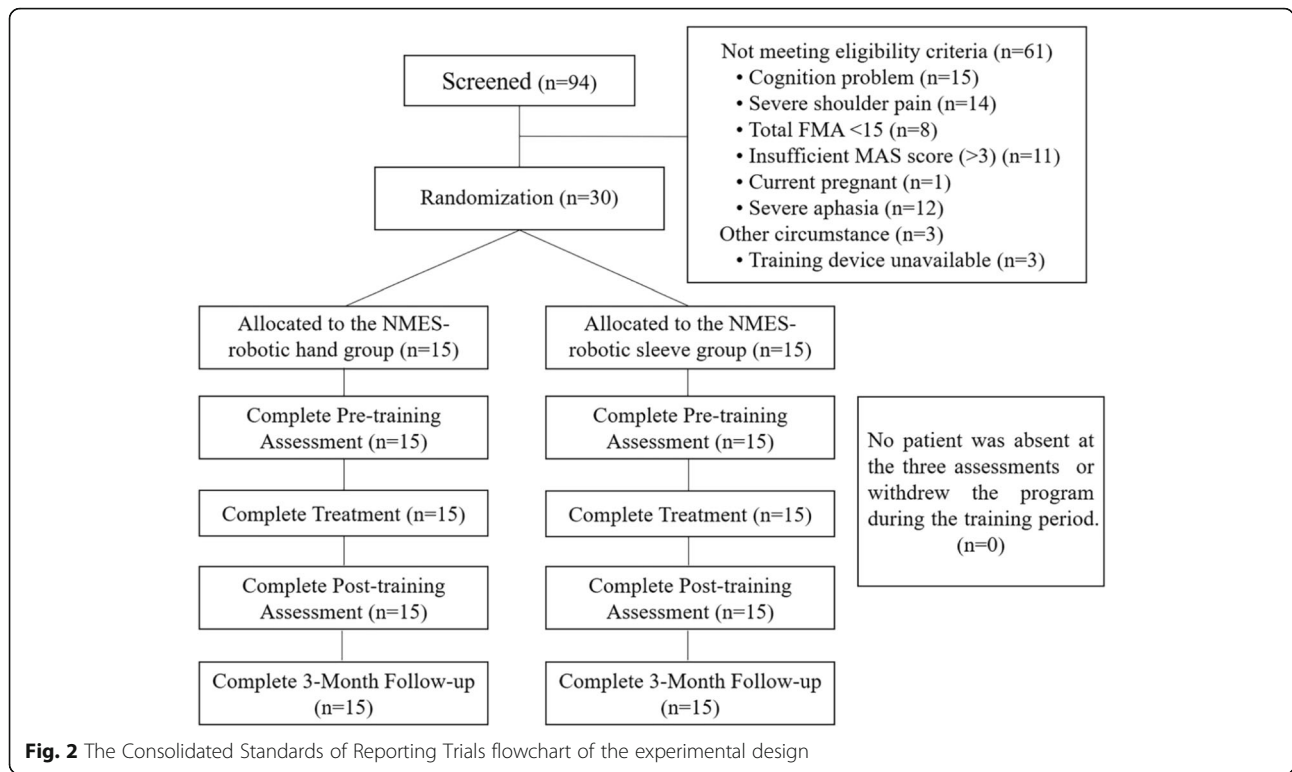 Screened (n=94)
Not meeting eligibility criteria (n=61)
• Cognition problem (n=15)
• Severe shoulder pain (n=14)
• Total FMA <15 (n=8)
• Insufficient MAS score (>3) (n=11)
• Current pregnant (n=1)
• Severe aphasia (n=12)
Other circumstance (n=3)
• Training device unavailable (n=3)
Randomization (n=30)
Allocated to the NMES-
robotic hand group (n=15)
Allocated to the NMES-
robotic sleeve group (n=15)
Complete Pre-training
Assessment (n=15)
Complete Pre-training
Assessment (n=15)
Complete Treatment (n=15)
Complete Treatment (n=15)
No patient was absent at
the three assessments or
withdrew the program
during the training period.
(n=0)
Complete Post-training
Assessment (n=15)
Complete Post-training
Assessment (n=15)
Complete 3-Month Follow-up
(n=15)
Complete 3-Month Follow-up
(n=15)
Fig. 2 The Consolidated Standards of Reporting Trials flowchart of the experimental design